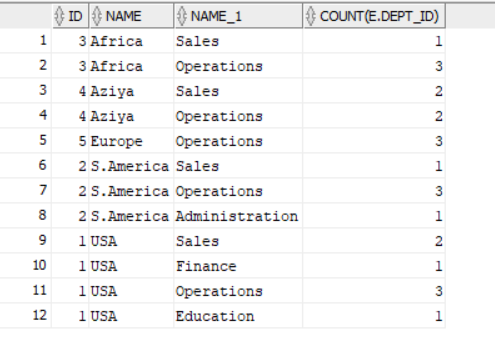 ID NAME NAME_1 COUNT(E.DEPT_ID)
1 3 Africa Sales 1
2 3 Africa Operations 3
3 4 Aziya Sales 2
4 4 Aziya Operations 2
5 5 Europe Operations 3
6 2 S.America Sales 1
7 2 S.America Operations 3
8 2 S.America Administration 1
9 1 USA Sales 2
10 1 USA Finance 1
11 1 USA Operations 3
12 1 USA Education 1